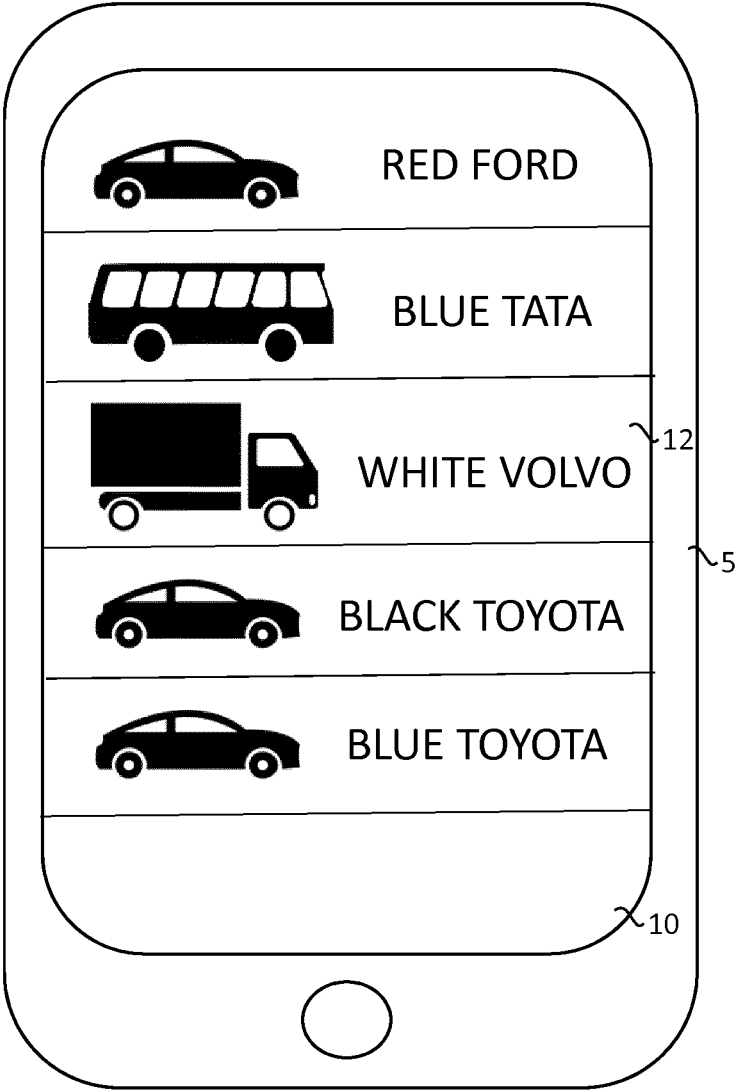 RED FORD
BLUE TATA
12
WHITE VOLVO
5
BLACK TOYOTA
BLUE TOYOTA
10